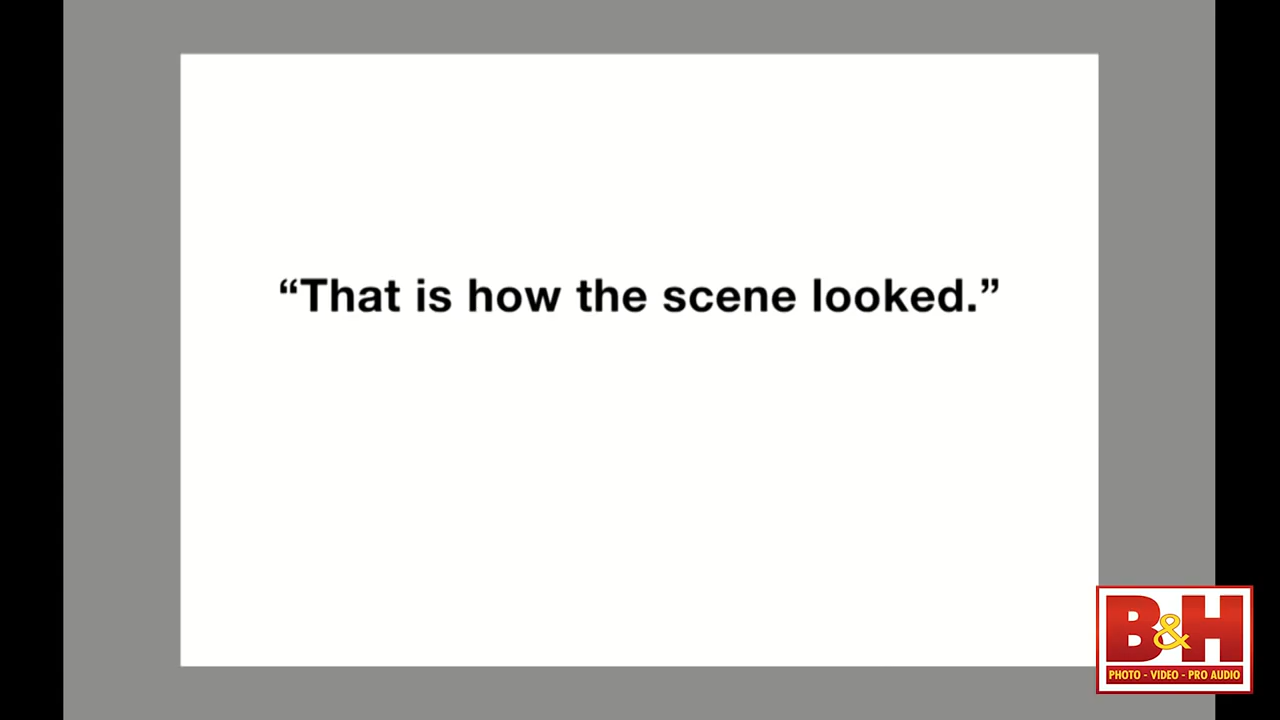 “That is how the scene looked.”
B&H
PHOTO - VIDEO - PRO AUDIO